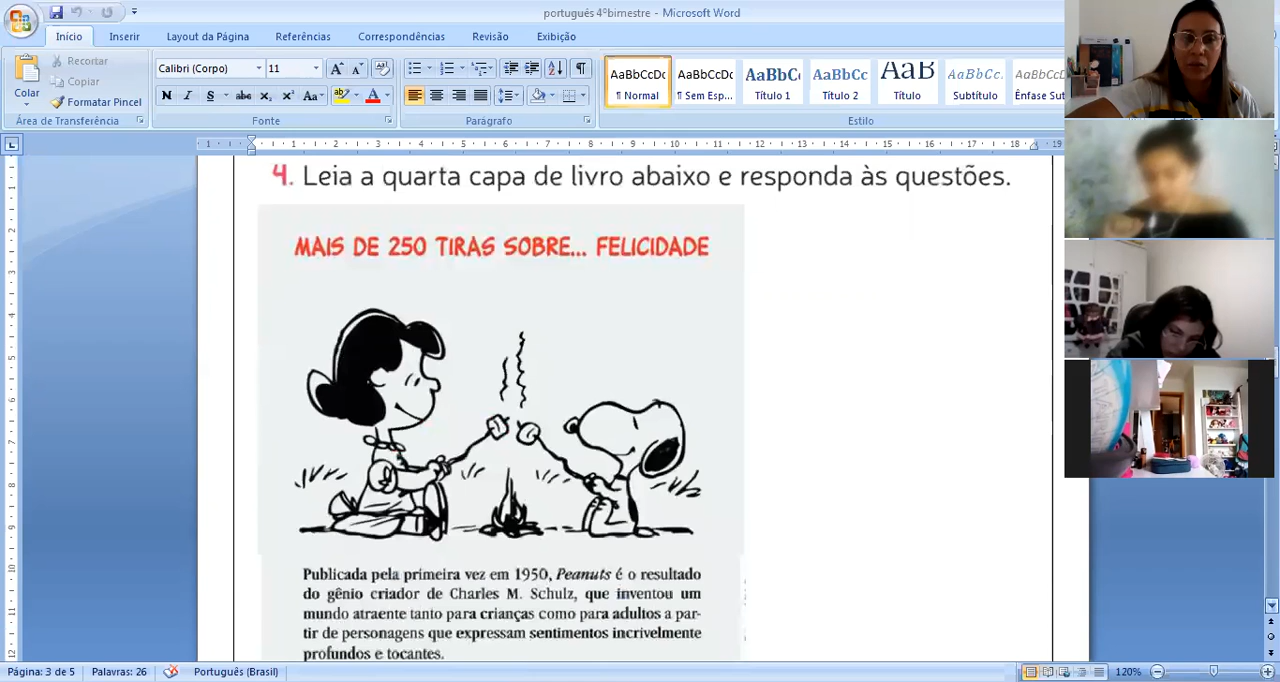 português 4ºbimestre - Microsoft Word
Início
Inserir
Layout da Página
Referências
Correspondências
Revisão
Exibição
Colar
Recortar
Copiar
Formatar Pincel
Área de Transferência
Calibri (Corpo)
11
N I S abc x₂ x² Aa
Fonte
Parágrafo
AaBbCcDc
¶ Normal
AaBbCcDc
¶ Sem Esp...
AaBbC
Título 1
AaBbCc
Título 2
AaB
Título
AaBbCc.
Subtítulo
AaBbCcD
Ênfase Sut
Estilo
4. Leia a quarta capa de livro abaixo e responda às questões.
MAIS DE 250 TIRAS SOBRE... FELICIDADE
Publicada pela primeira vez em 1950, Peanuts é o resultado
do gênio criador de Charles M. Schulz, que inventou um
mundo atraente tanto para crianças como para adultos a par-
tir de personagens que expressam sentimentos incrivelmente
profundos e tocantes.
Página: 3 de 5
Palavras: 26
Português (Brasil)
120%